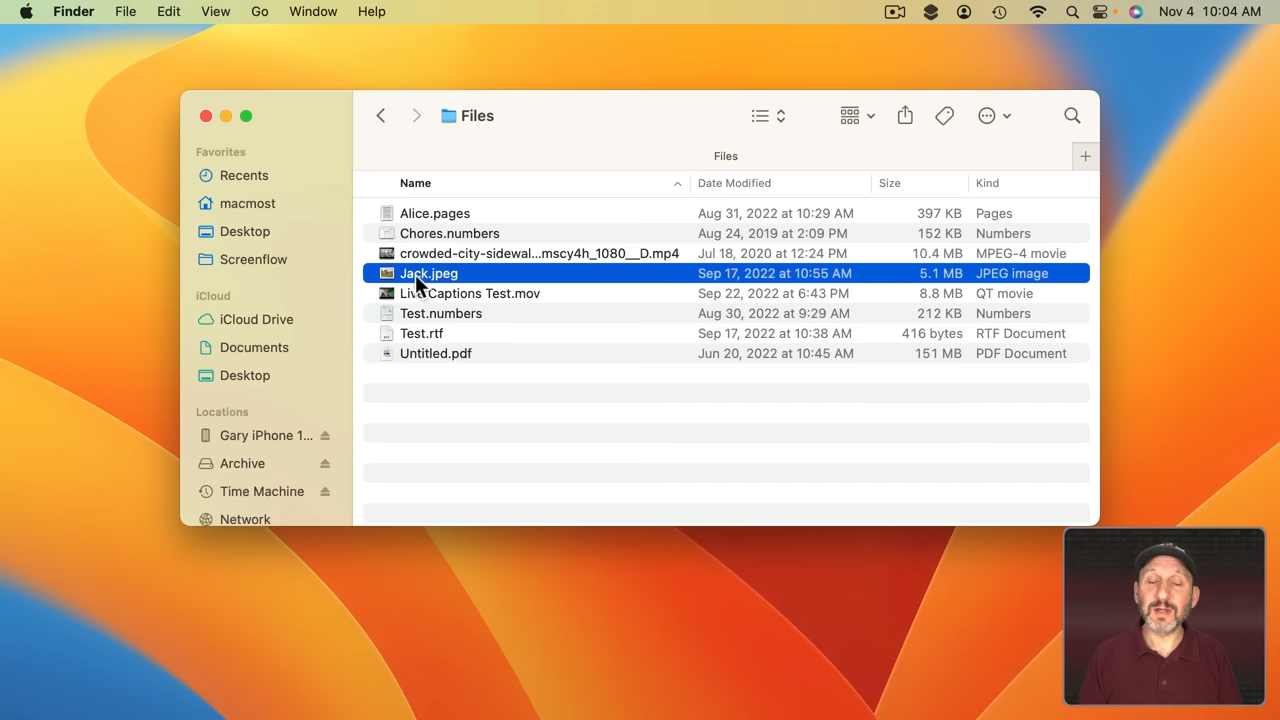 Finder File Edit View Go Window Help Nov 4 10:04 AM
Files
Files
Favorites
Recents
macmost
Desktop
Screenflow
iCloud
iCloud Drive
Documents
Desktop
Locations
Gary iPhone 1...
Archive
Time Machine
Network
Name Date Modified Size Kind
Alice.pages Aug 31, 2022 at 10:29 AM 397 KB Pages
Chores.numbers Aug 24, 2019 at 2:09 PM 152 KB Numbers
crowded-city-sidewal...mscy4h_1080__D.mp4 Jul 18, 2020 at 12:24 PM 10.4 MB MPEG-4 movie
Jack.jpeg Sep 17, 2022 at 10:55 AM 5.1 MB JPEG image
Live Captions Test.mov Sep 22, 2022 at 6:43 PM 8.8 MB QT movie
Test.numbers Aug 30, 2022 at 9:29 AM 212 KB Numbers
Test.rtf Sep 17, 2022 at 10:38 AM 416 bytes RTF Document
Untitled.pdf Jun 20, 2022 at 10:45 AM 151 MB PDF Document